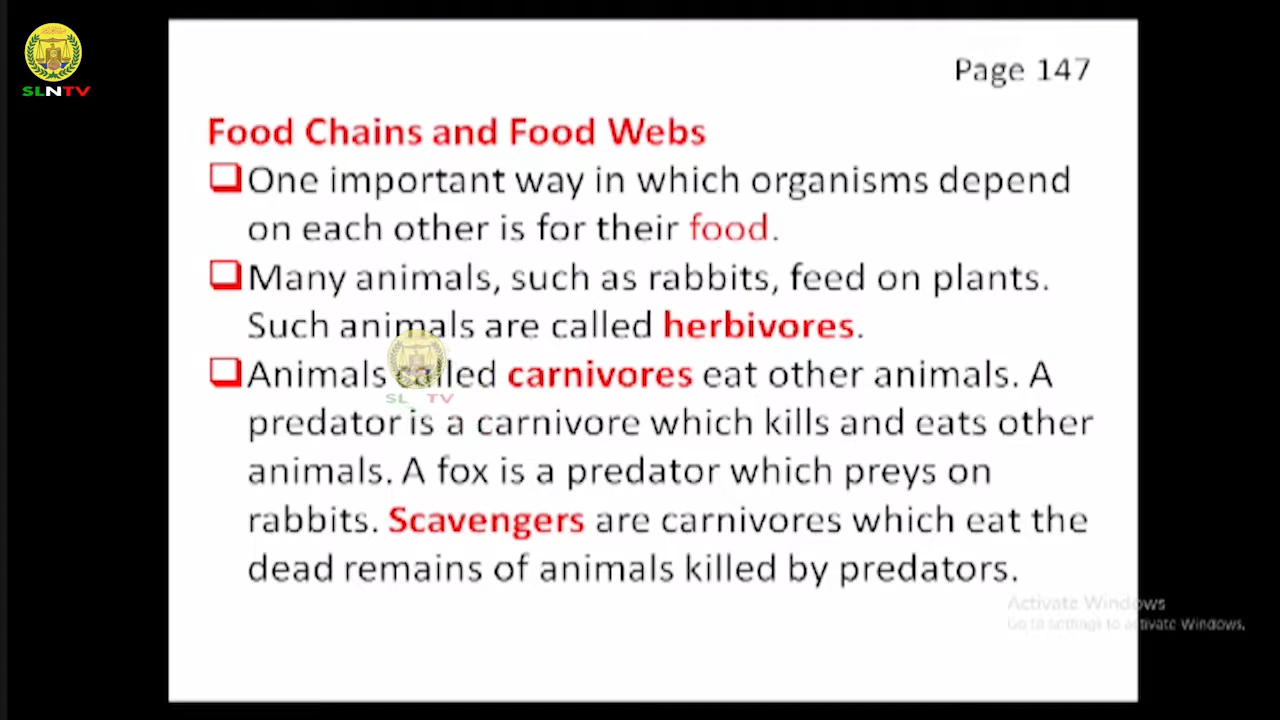 SLNTV
Page 147
Food Chains and Food Webs
❑One important way in which organisms depend
on each other is for their food.
❑Many animals, such as rabbits, feed on plants.
Such animals are called herbivores.
❑Animals called carnivores eat other animals. A
predator is a carnivore which kills and eats other
animals. A fox is a predator which preys on
rabbits. Scavengers are carnivores which eat the
dead remains of animals killed by predators.
SL TV
Activate Windows
Go to settings to activate Windows.